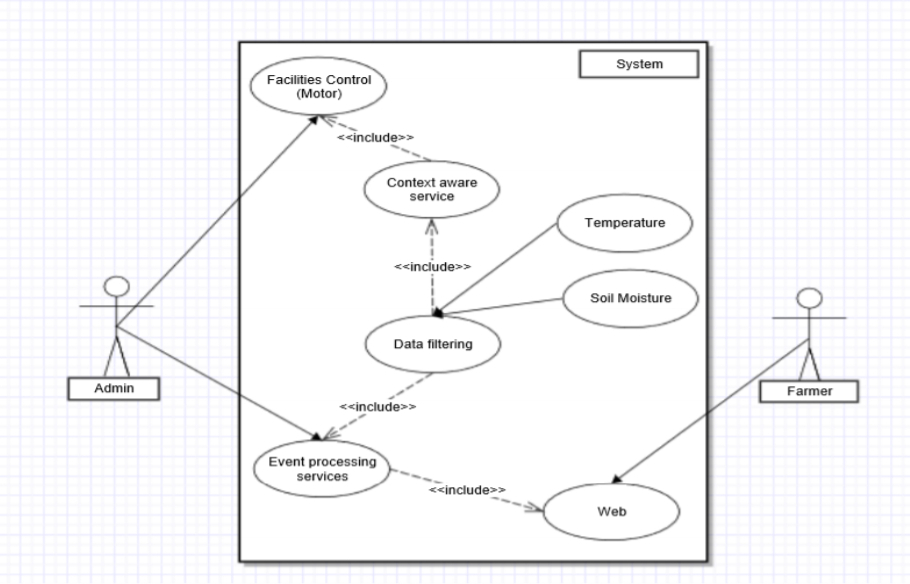 System
Facilities Control
(Motor)
<<include>>
Context aware
service
Temperature
<<include>>
Soil Moisture
Data filtering
Admin
Farmer
<<include>>
Event processing
services
<<include>>
Web